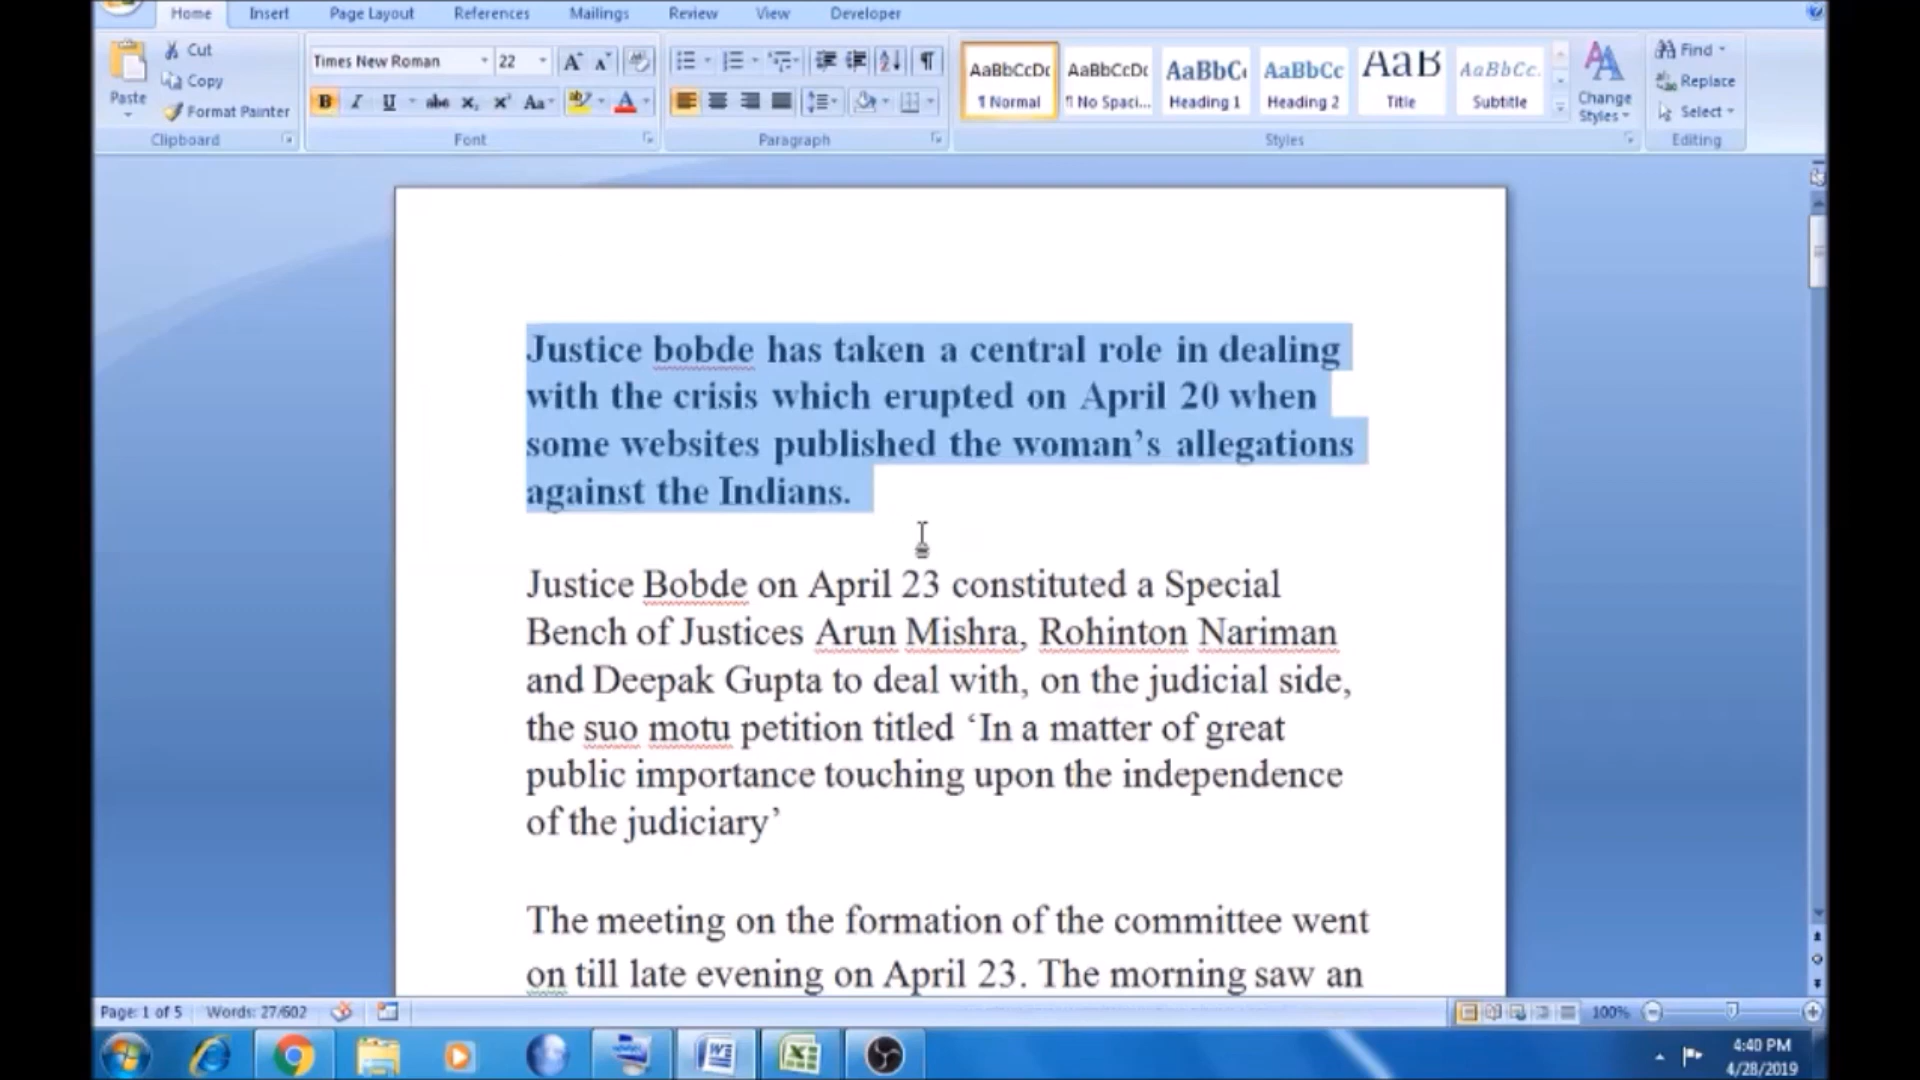 Home Insert Page Layout References Mailings Review View Developer
Cut
Copy
Format Painter
Paste
Clipboard
Times New Roman 22
B I U abc x₂ x² Aa
Font
Paragraph
AaBbCcDc AaBbCcDc AaBbC AaBbCc AaB AaBbCc.
¶ Normal ¶ No Spaci... Heading 1 Heading 2 Title Subtitle
Change Styles
Styles
Find
Replace
Select
Editing
Justice bobde has taken a central role in dealing
with the crisis which erupted on April 20 when
some websites published the woman’s allegations
against the Indians.
Justice Bobde on April 23 constituted a Special
Bench of Justices Arun Mishra, Rohinton Nariman
and Deepak Gupta to deal with, on the judicial side,
the suo motu petition titled ‘In a matter of great
public importance touching upon the independence
of the judiciary’
The meeting on the formation of the committee went
on till late evening on April 23. The morning saw an
Page: 1 of 5 Words: 27/602 100%
4:40 PM
4/28/2019